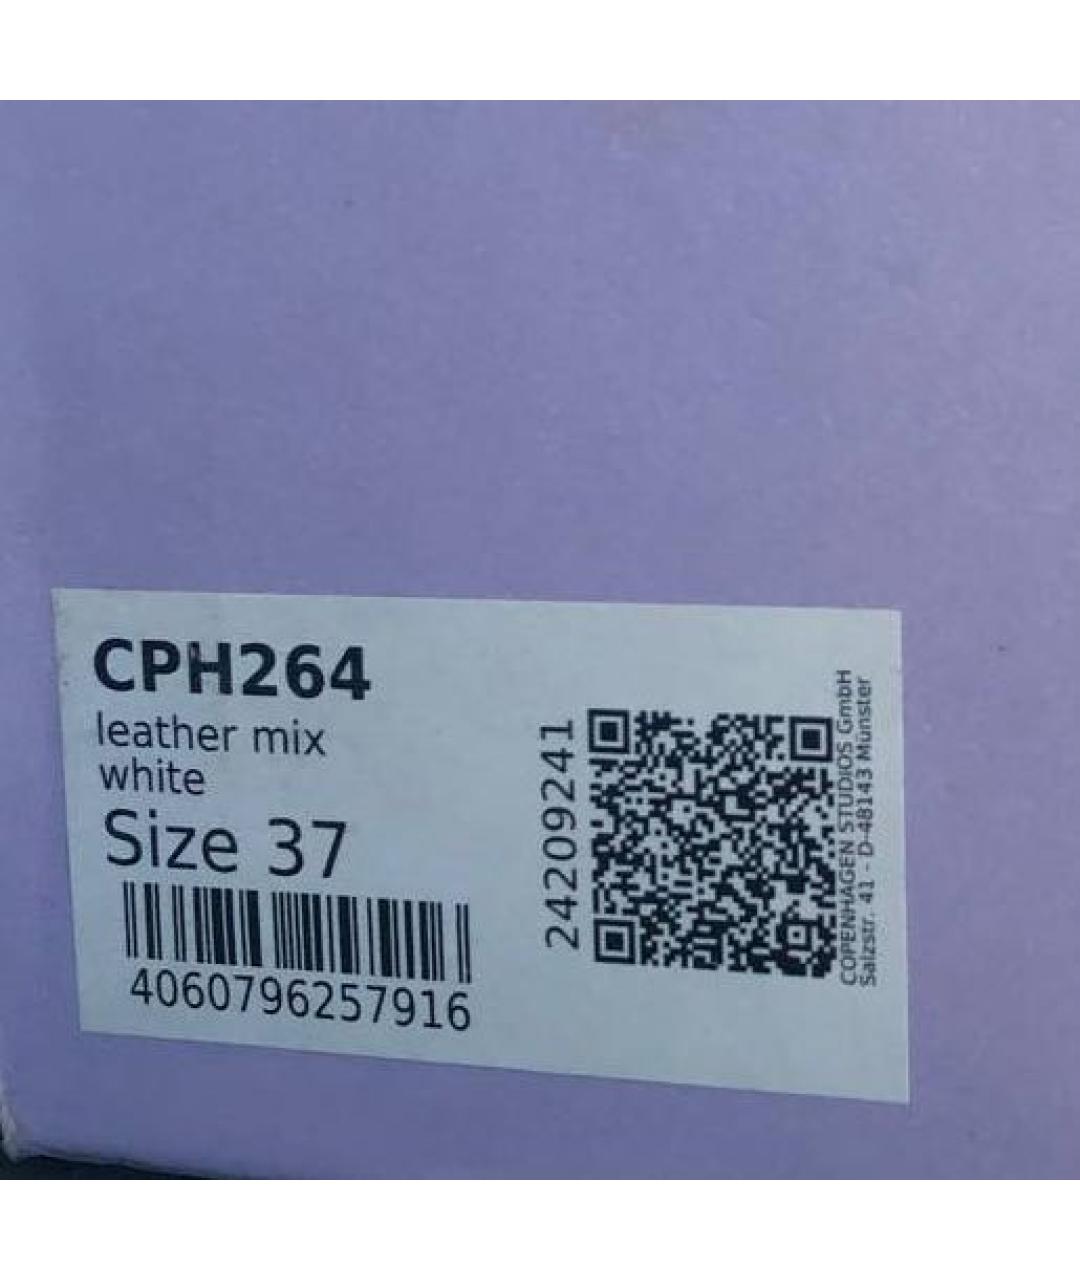 CPH264
leather mix
white
Size 37
4060796257916
24209241
COPENHAGEN STUDIOS GmbH
Salzstr. 41 - D-48143 Münster